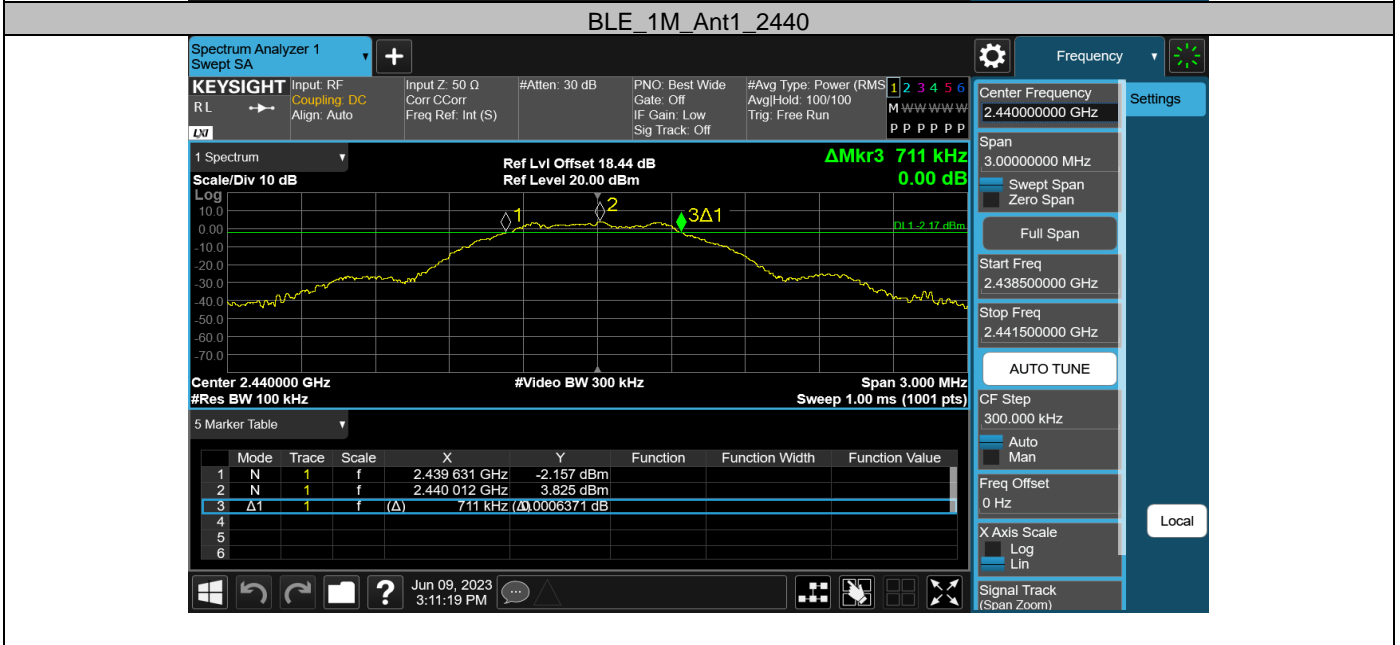 BLE_1M_Ant1_2440
Spectrum Analyzer 1
Swept SA
+
Frequency
KEYSIGHT
R L
LXI
Input: RF
Coupling: DC
Align: Auto
Input Z: 50 Ω
Corr CCorr
Freq Ref: Int (S)
#Atten: 30 dB
PNO: Best Wide
Gate: Off
IF Gain: Low
Sig Track: Off
#Avg Type: Power (RMS
Avg|Hold: 100/100
Trig: Free Run
1 2 3 4 5 6
M W W W W W
P P P P P P
1 Spectrum
Scale/Div 10 dB
Ref Lvl Offset 18.44 dB
Ref Level 20.00 dBm
ΔMkr3 711 kHz
0.00 dB
Log
10.0
0.00
-10.0
-20.0
-30.0
-40.0
-50.0
-60.0
-70.0
1
2
3Δ1
DL1 -2.17 dBm
Center 2.440000 GHz
#Video BW 300 kHz
Span 3.000 MHz
#Res BW 100 kHz
Sweep 1.00 ms (1001 pts)
5 Marker Table
Mode Trace Scale X Y Function Function Width Function Value
1 N 1 f 2.439 631 GHz -2.157 dBm
2 N 1 f 2.440 012 GHz 3.825 dBm
3 Δ1 1 f (Δ) 711 kHz (Δ) 0.0006371 dB
4
5
6
Jun 09, 2023
3:11:19 PM
Center Frequency
2.440000000 GHz
Span
3.00000000 MHz
Swept Span
Zero Span
Full Span
Start Freq
2.438500000 GHz
Stop Freq
2.441500000 GHz
AUTO TUNE
CF Step
300.000 kHz
Auto
Man
Freq Offset
0 Hz
X Axis Scale
Log
Lin
Signal Track
(Span Zoom)
Settings
Local